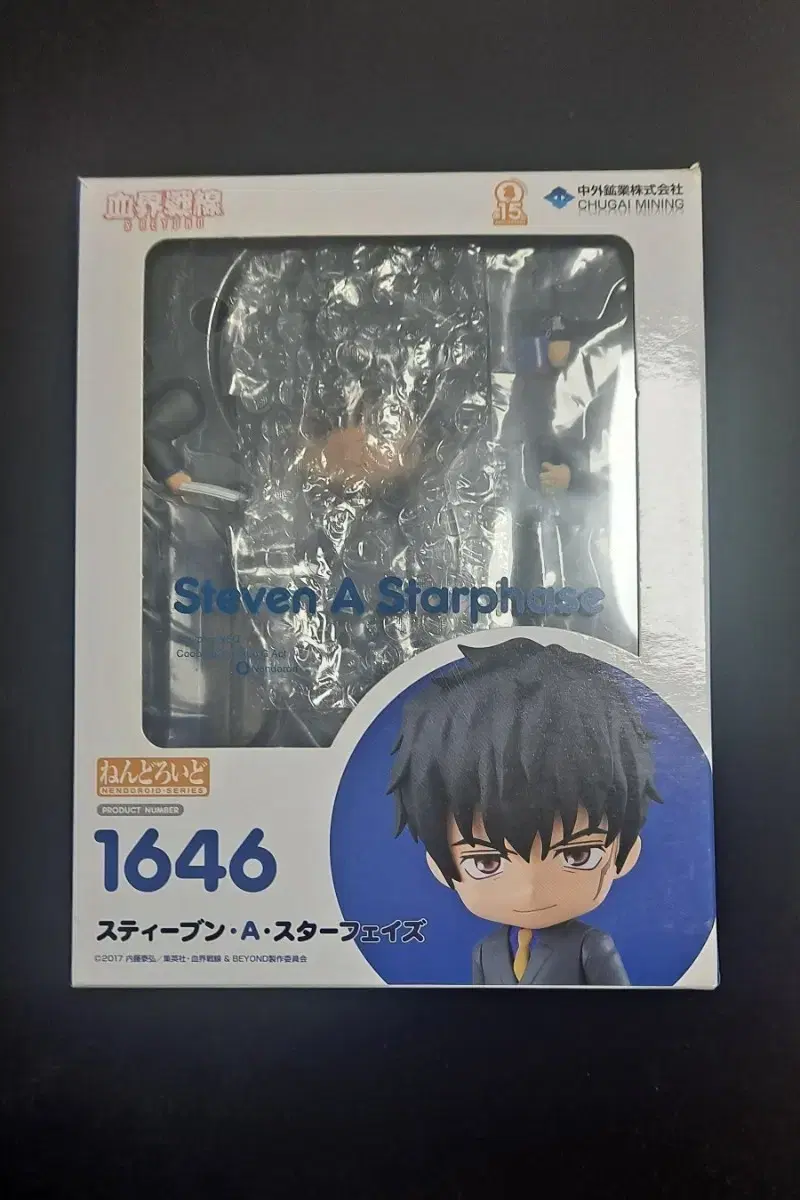 血界戦線
& BEYOND
15
中外鉱業株式会社
CHUGAI MINING
Steven A Starphase
Nendoroid
ねんどろいど
NENDOROID-SERIES
PRODUCT NUMBER
1646
スティーブン・A・スターフェイズ
©2017 内藤泰弘／集英社・血界戦線 & BEYOND製作委員会